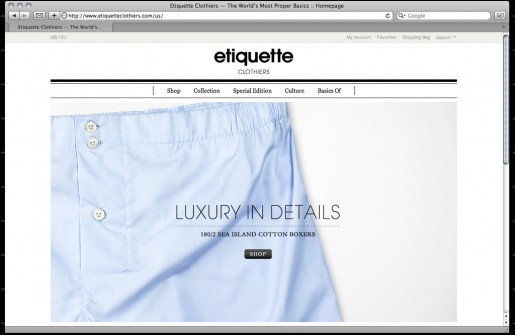 Etiquette Clothiers — The World's Most Proper Basics :: Homepage
http://www.etiquetteclothiers.com/us/
Google
Etiquette Clothiers — The World's...
US / EU
My Account Favorites Shopping Bag Search
etiquette
CLOTHIERS
Shop Collection Special Edition Culture Basics Of
LUXURY IN DETAILS
180/2 SEA ISLAND COTTON BOXERS
SHOP